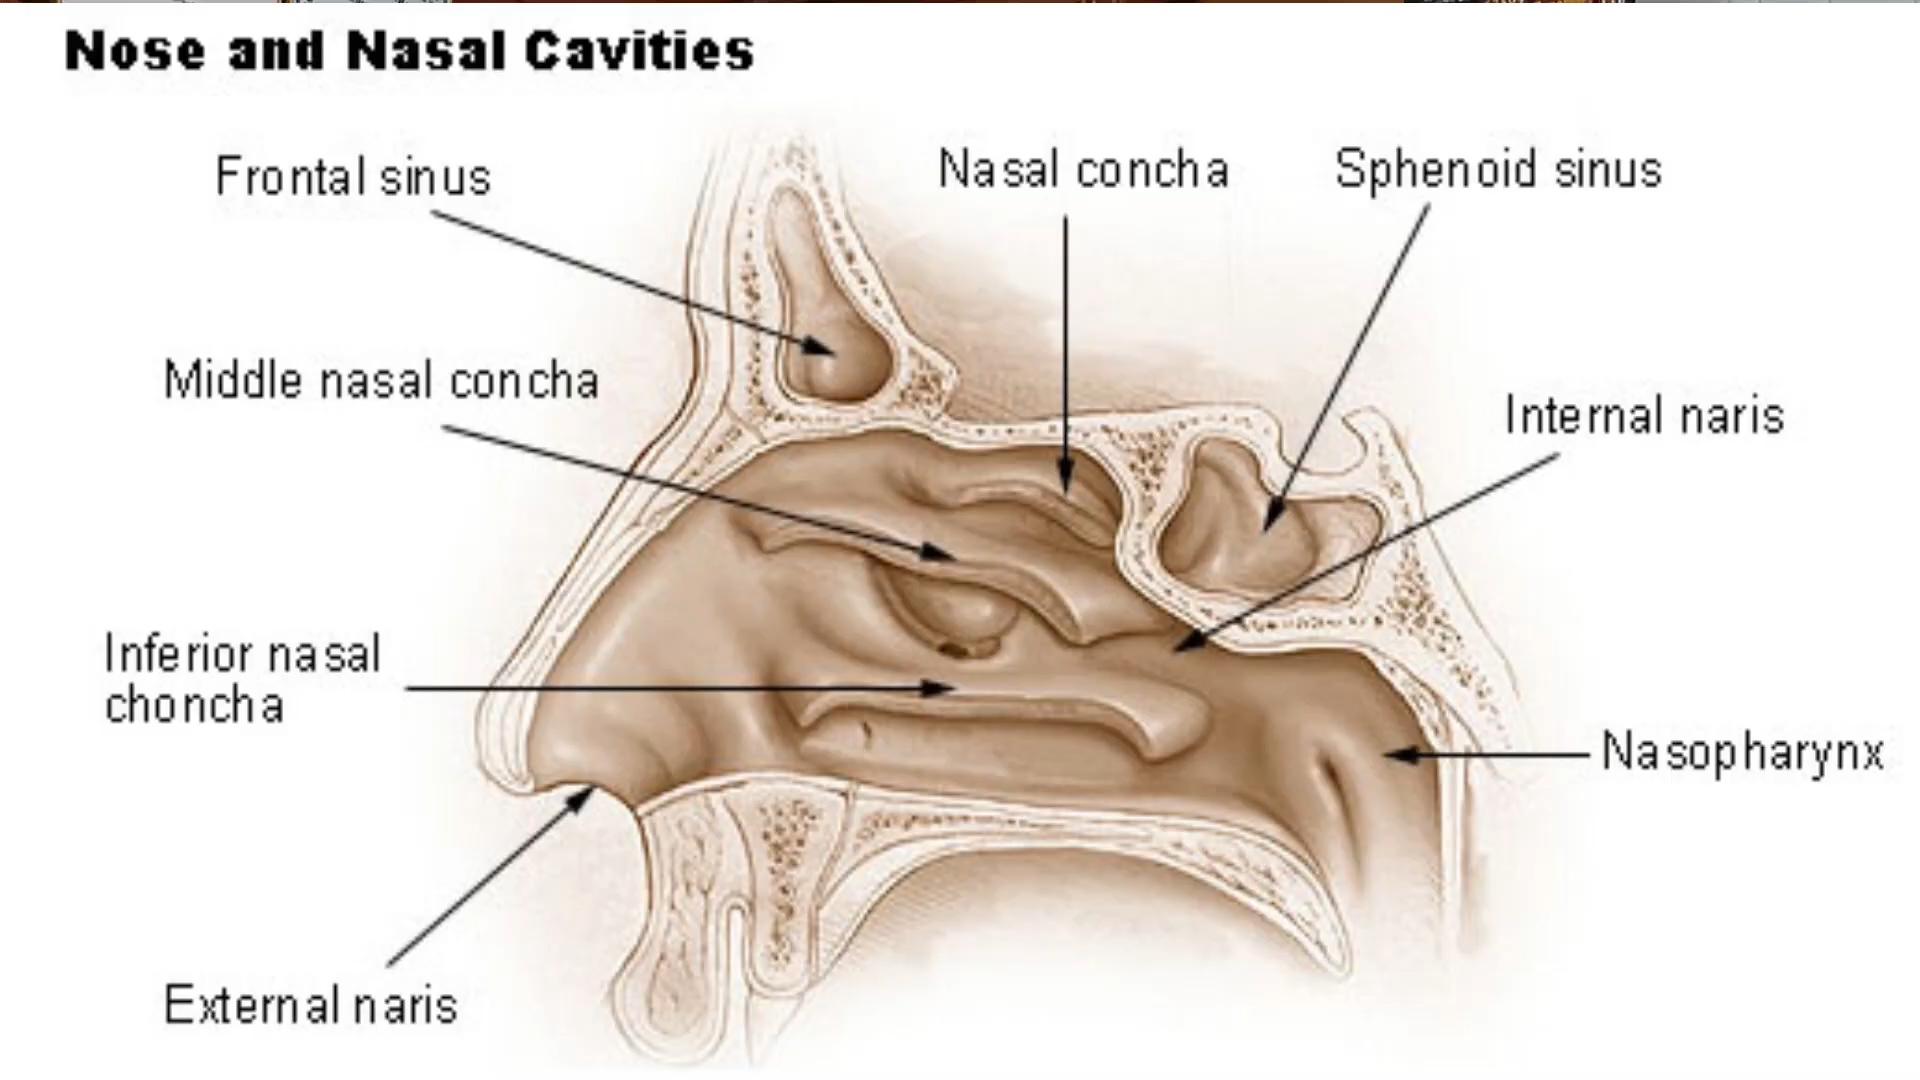 Nose and Nasal Cavities
Frontal sinus
Nasal concha
Sphenoid sinus
Middle nasal concha
Internal naris
Inferior nasal
choncha
Nasopharynx
External naris